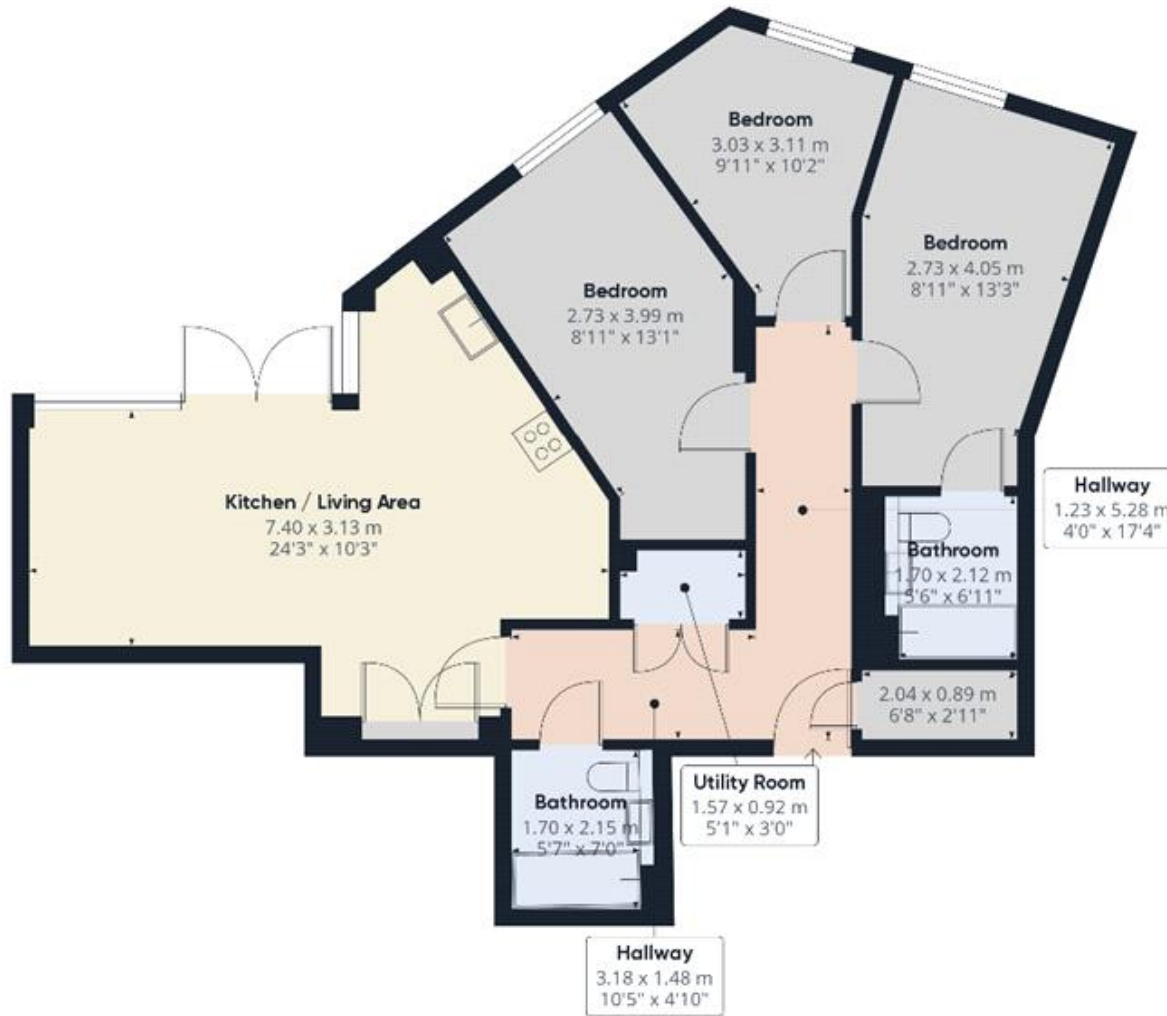 Bedroom
3.03 x 3.11 m
9'11" x 10'2"
Bedroom
2.73 x 4.05 m
8'11" x 13'3"
Bedroom
2.73 x 3.99 m
8'11" x 13'1"
Kitchen / Living Area
7.40 x 3.13 m
24'3" x 10'3"
Hallway
1.23 x 5.28 m
4'0" x 17'4"
Bathroom
1.70 x 2.12 m
5'6" x 6'11"
2.04 x 0.89 m
6'8" x 2'11"
Utility Room
1.57 x 0.92 m
5'1" x 3'0"
Bathroom
1.70 x 2.15 m
5'7" x 7'0"
Hallway
3.18 x 1.48 m
10'5" x 4'10"